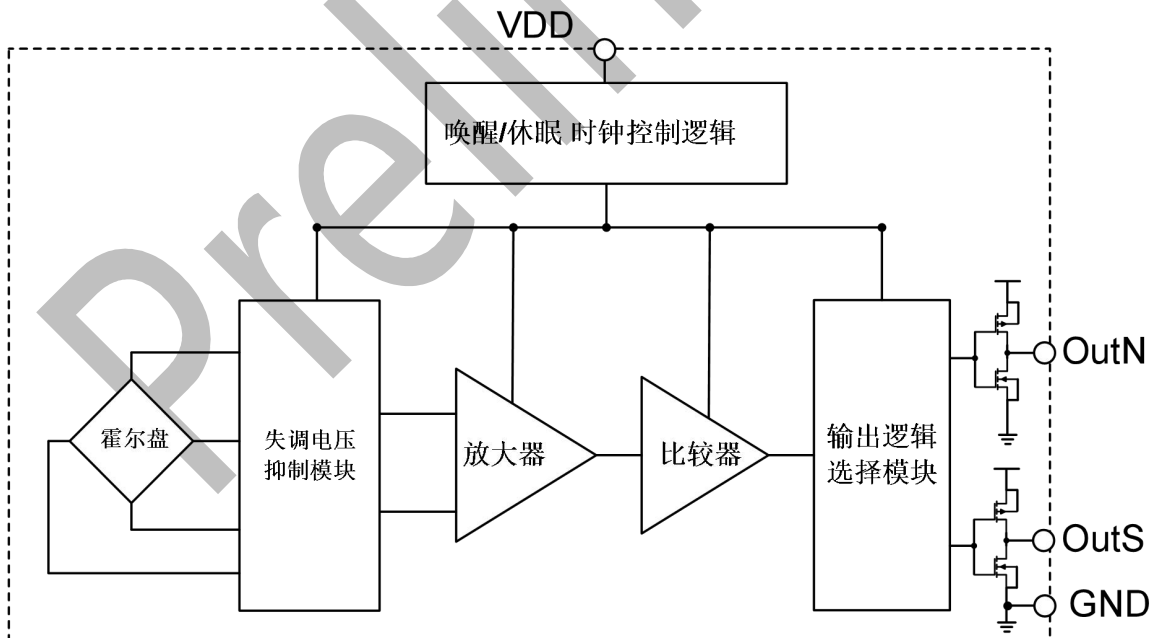 VDD
唤醒/休眠 时钟控制逻辑
霍尔盘
失调电压
抑制模块
放大器
比较器
输出逻辑
选择模块
OutN
OutS
GND
Prelim